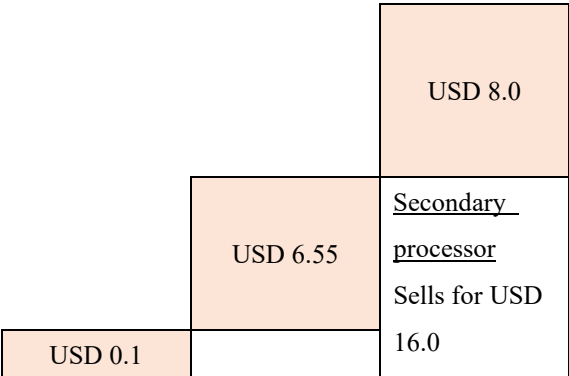 USD 8.0
Secondary
processor
Sells for USD
16.0
USD 6.55
USD 0.1